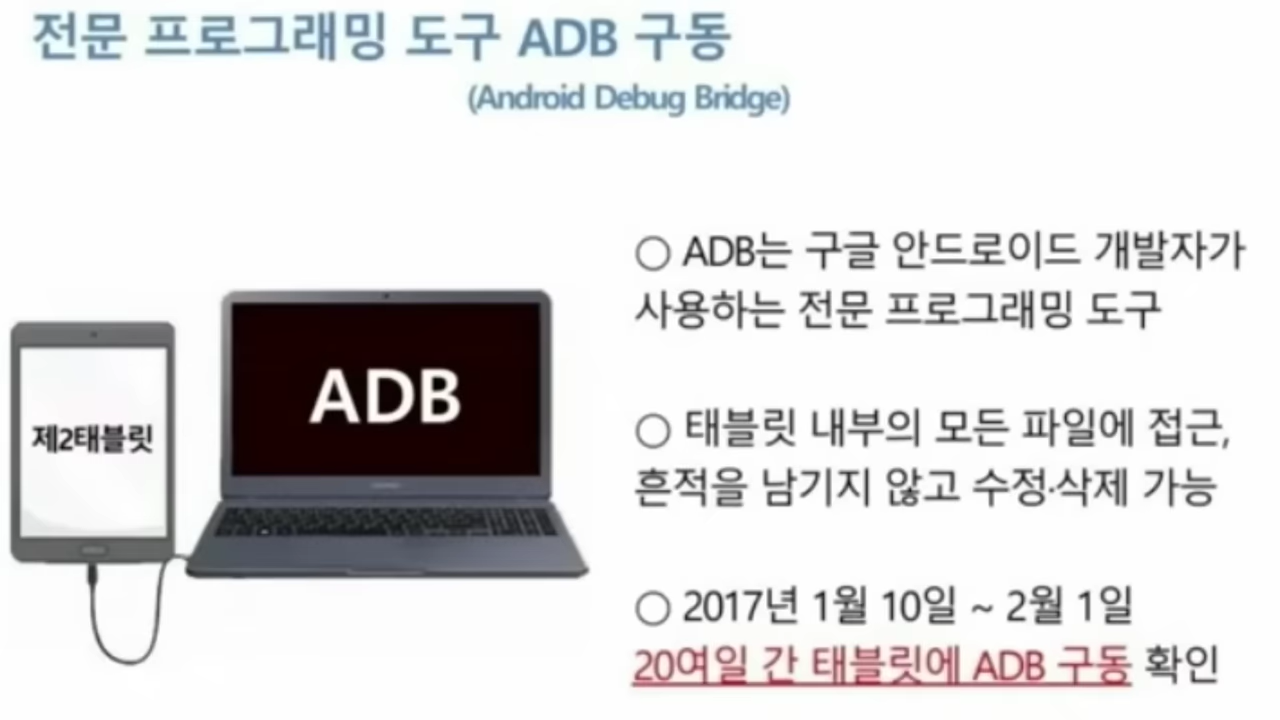 전문 프로그래밍 도구 ADB 구동
(Android Debug Bridge)
제2태블릿
ADB
○ ADB는 구글 안드로이드 개발자가
사용하는 전문 프로그래밍 도구
○ 태블릿 내부의 모든 파일에 접근,
흔적을 남기지 않고 수정·삭제 가능
○ 2017년 1월 10일 ~ 2월 1일
20여일 간 태블릿에 ADB 구동 확인